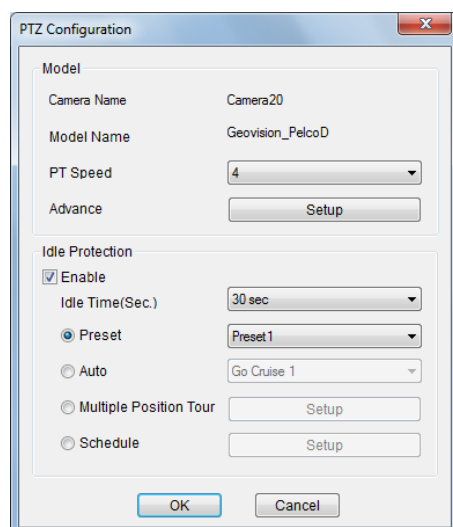 PTZ Configuration
Model
Camera Name Camera20
Model Name Geovision_PelcoD
PT Speed 4
Advance Setup
Idle Protection
Enable
Idle Time(Sec.) 30 sec
Preset Preset1
Auto Go Cruise 1
Multiple Position Tour Setup
Schedule Setup
OK Cancel